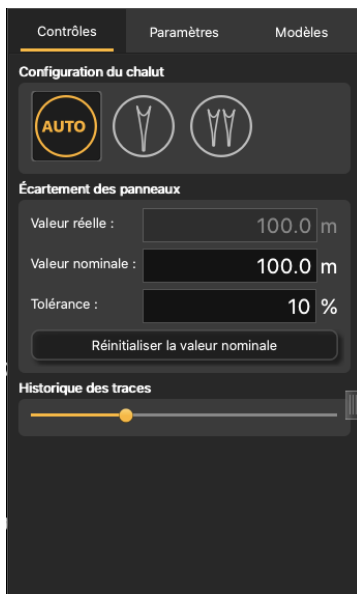 Contrôles Paramètres Modèles
Configuration du chalut
AUTO
Écartement des panneaux
Valeur réelle : 100.0 m
Valeur nominale : 100.0 m
Tolérance : 10 %
Réinitialiser la valeur nominale
Historique des traces